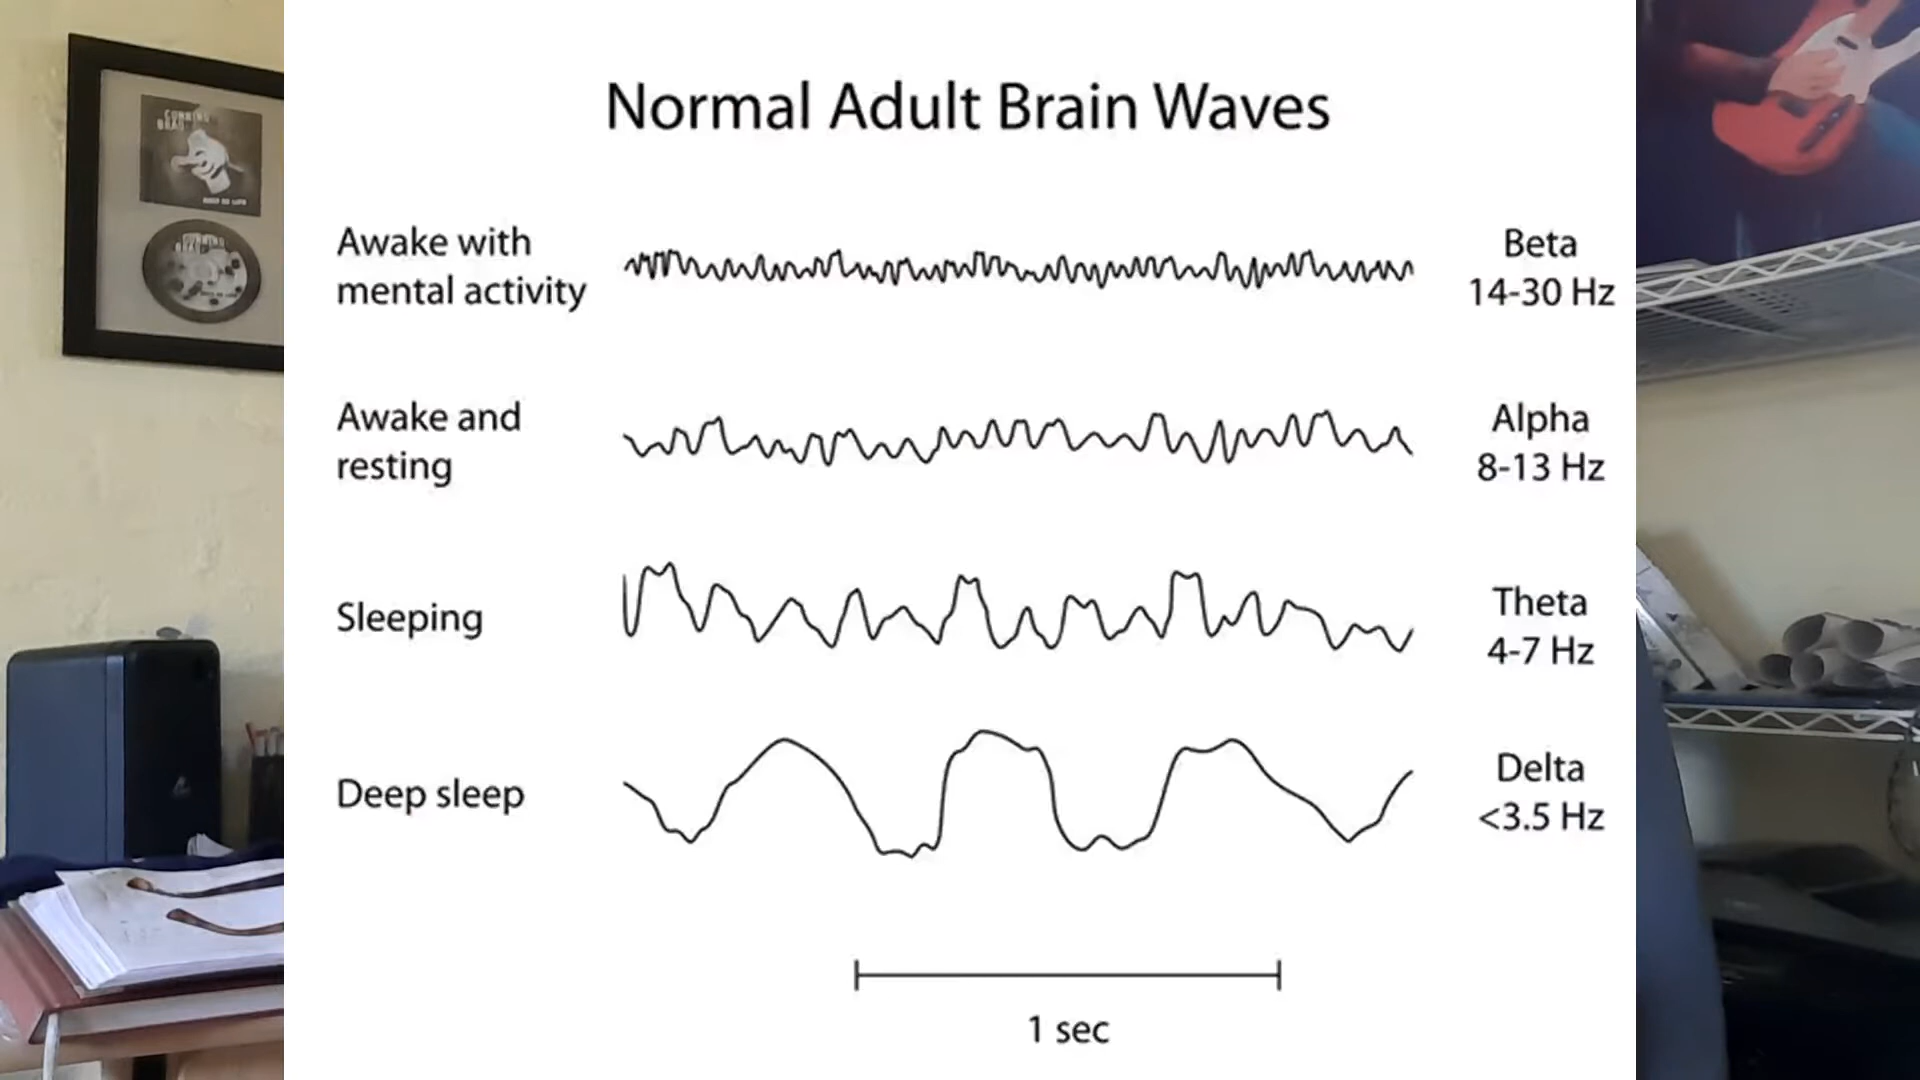 Normal Adult Brain Waves
Awake with
mental activity
Beta
14-30 Hz
Awake and
resting
Alpha
8-13 Hz
Sleeping
Theta
4-7 Hz
Deep sleep
Delta
<3.5 Hz
1 sec